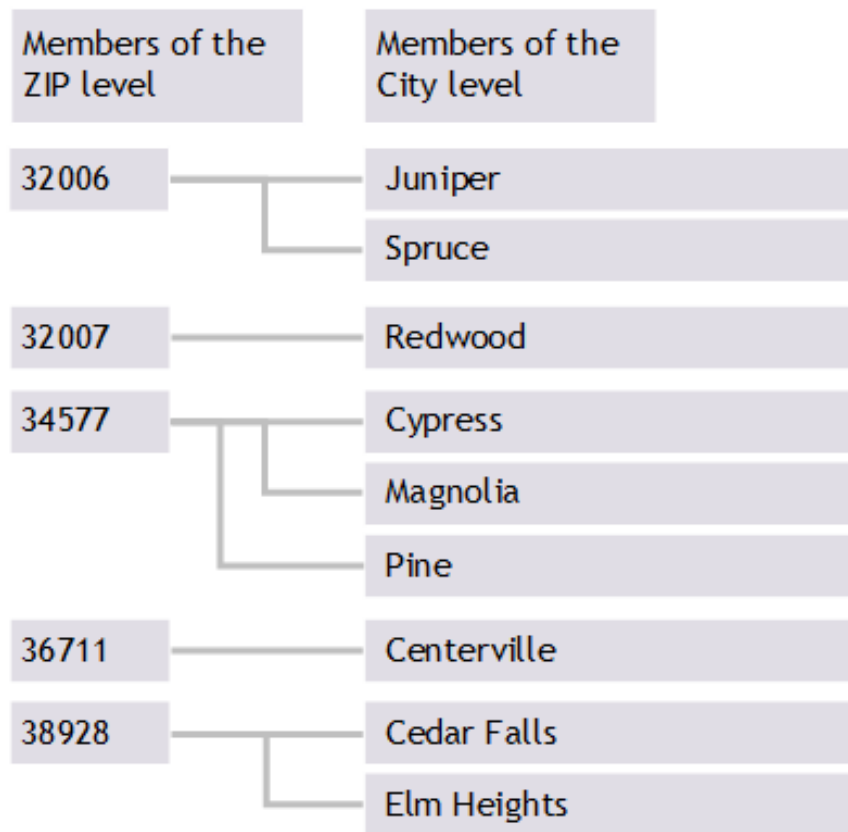 Members of the
ZIP level
Members of the
City level
32006
Juniper
Spruce
32007
Redwood
34577
Cypress
Magnolia
Pine
36711
Centerville
38928
Cedar Falls
Elm Heights